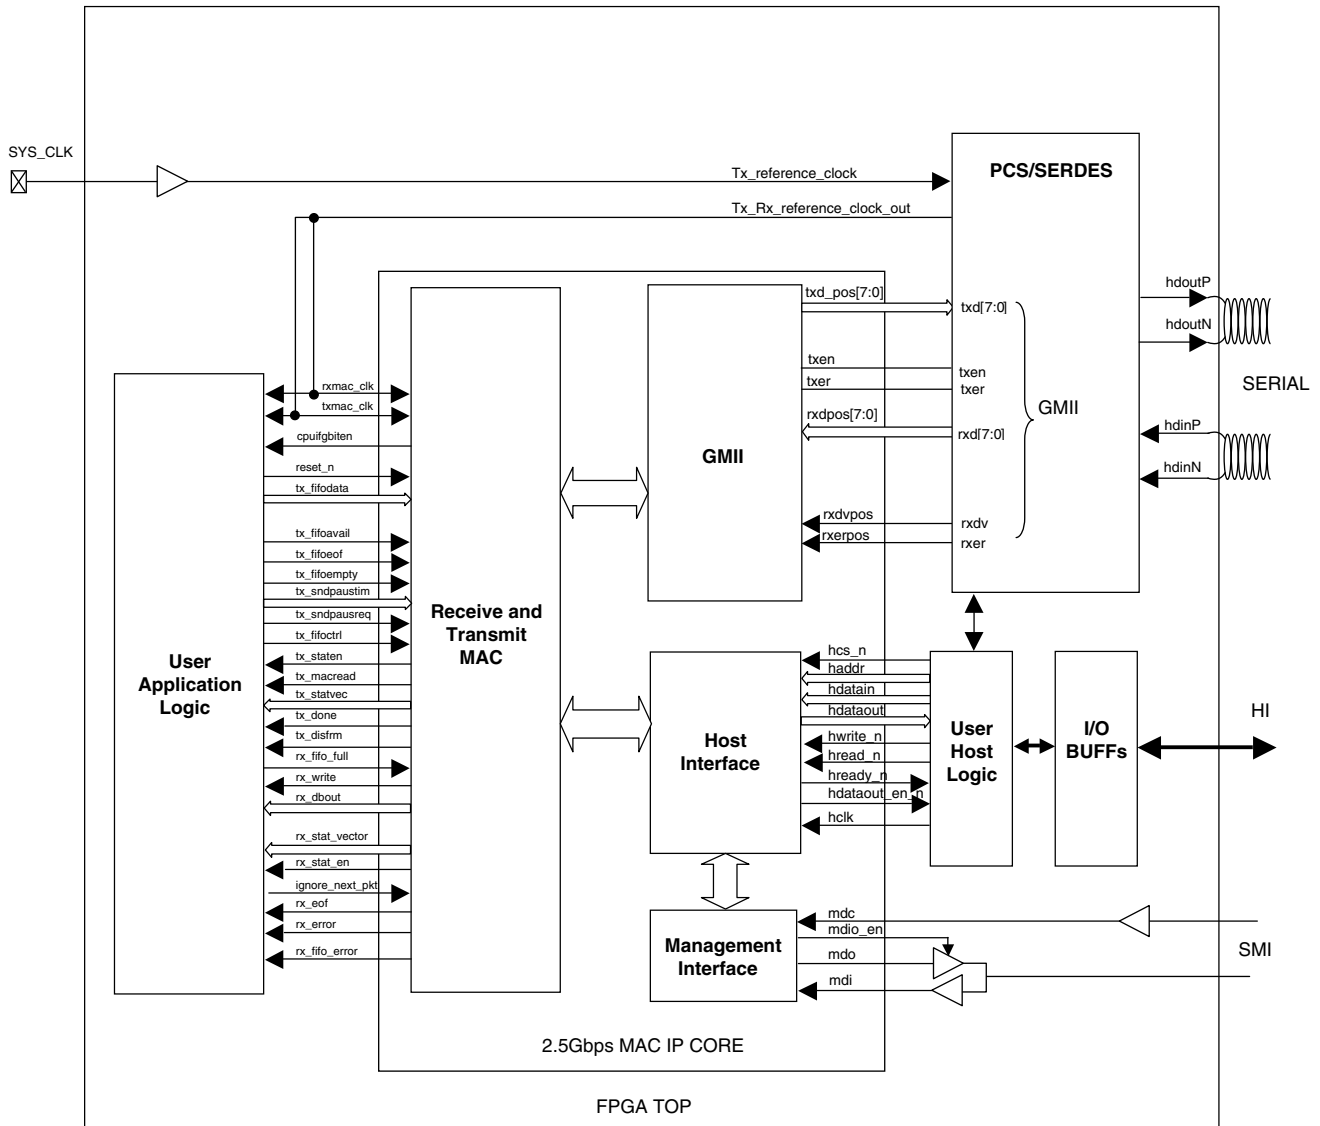 SYS_CLK
Tx_reference_clock
PCS/SERDES
Tx_Rx_reference_clock_out
txd_pos[7:0]
txd[7:0]
hdoutP
hdoutN
txen
txen
txer
txer
GMII
SERIAL
rxdpos[7:0]
rxd[7:0]
hdinP
hdinN
rxdvpos
rxdv
rxerpos
rxer
GMII
rxmac_clk
txmac_clk
cpuifgbiten
reset_n
tx_fifodata
tx_fifoavail
tx_fifoeof
tx_fifoempty
tx_sndpaustim
tx_sndpausreq
tx_fifoctrl
tx_staten
tx_macread
tx_statvec
tx_done
tx_disfrm
rx_fifo_full
rx_write
rx_dbout
rx_stat_vector
rx_stat_en
ignore_next_pkt
rx_eof
rx_error
rx_fifo_error
User
Application
Logic
Receive and
Transmit
MAC
Host
Interface
hcs_n
haddr
hdatain
hdataout
hwrite_n
hread_n
hready_n
hdataout_en_n
hclk
User
Host
Logic
I/O
BUFFs
HI
Management
Interface
mdc
mdio_en
mdo
mdi
SMI
2.5Gbps MAC IP CORE
FPGA TOP